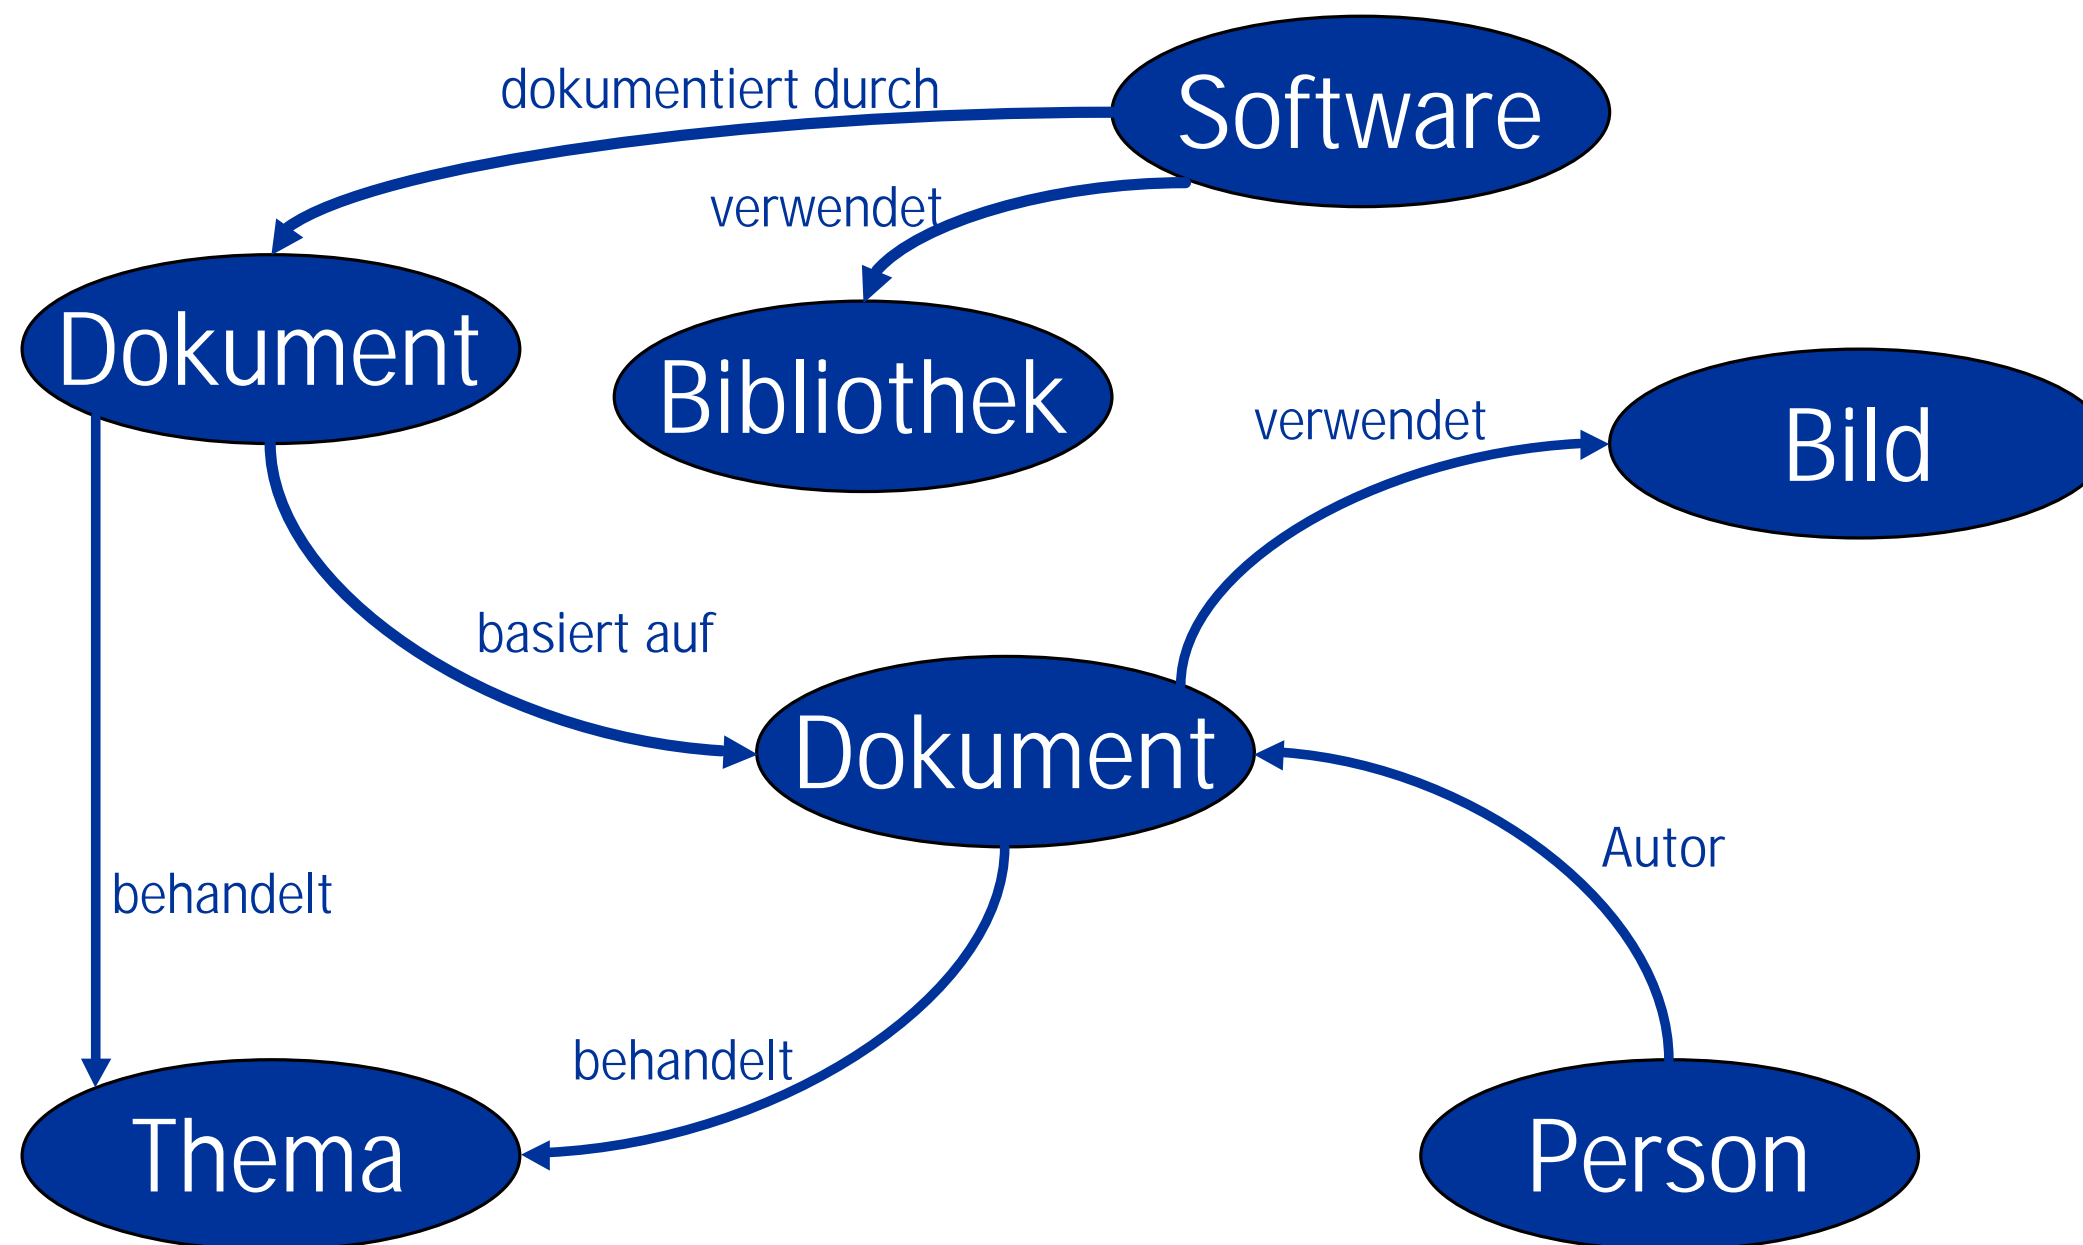 dokumentiert durch
Software
verwendet
Dokument
Bibliothek
verwendet
Bild
basiert auf
Dokument
Autor
behandelt
behandelt
Thema
Person